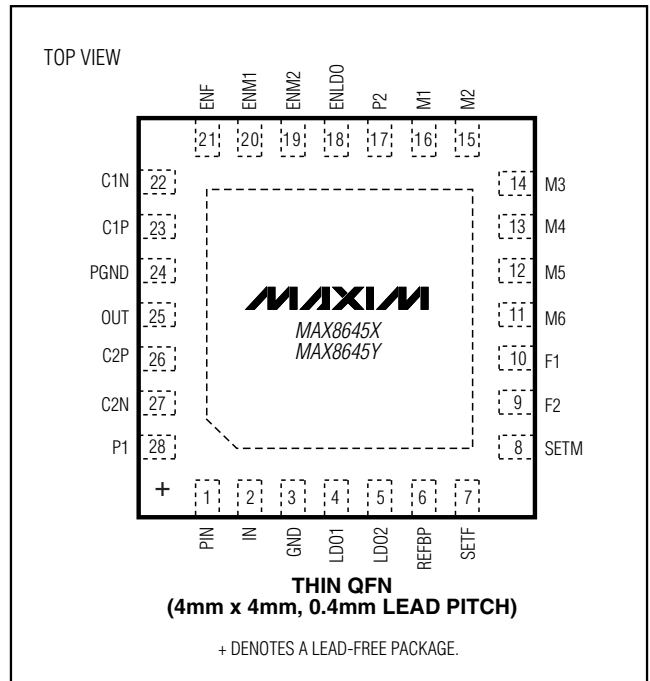 TOP VIEW
ENF
ENM1
ENM2
ENLDO
P2
M1
M2
21
20
19
18
17
16
15
C1N 22
C1P 23
PGND 24
OUT 25
C2P 26
C2N 27
P1 28
14 M3
13 M4
12 M5
11 M6
10 F1
9 F2
8 SETM
MAXIM
MAX8645X
MAX8645Y
+
1
2
3
4
5
6
7
PIN
IN
GND
LDO1
LDO2
REFBP
SETF
THIN QFN
(4mm x 4mm, 0.4mm LEAD PITCH)
+ DENOTES A LEAD-FREE PACKAGE.